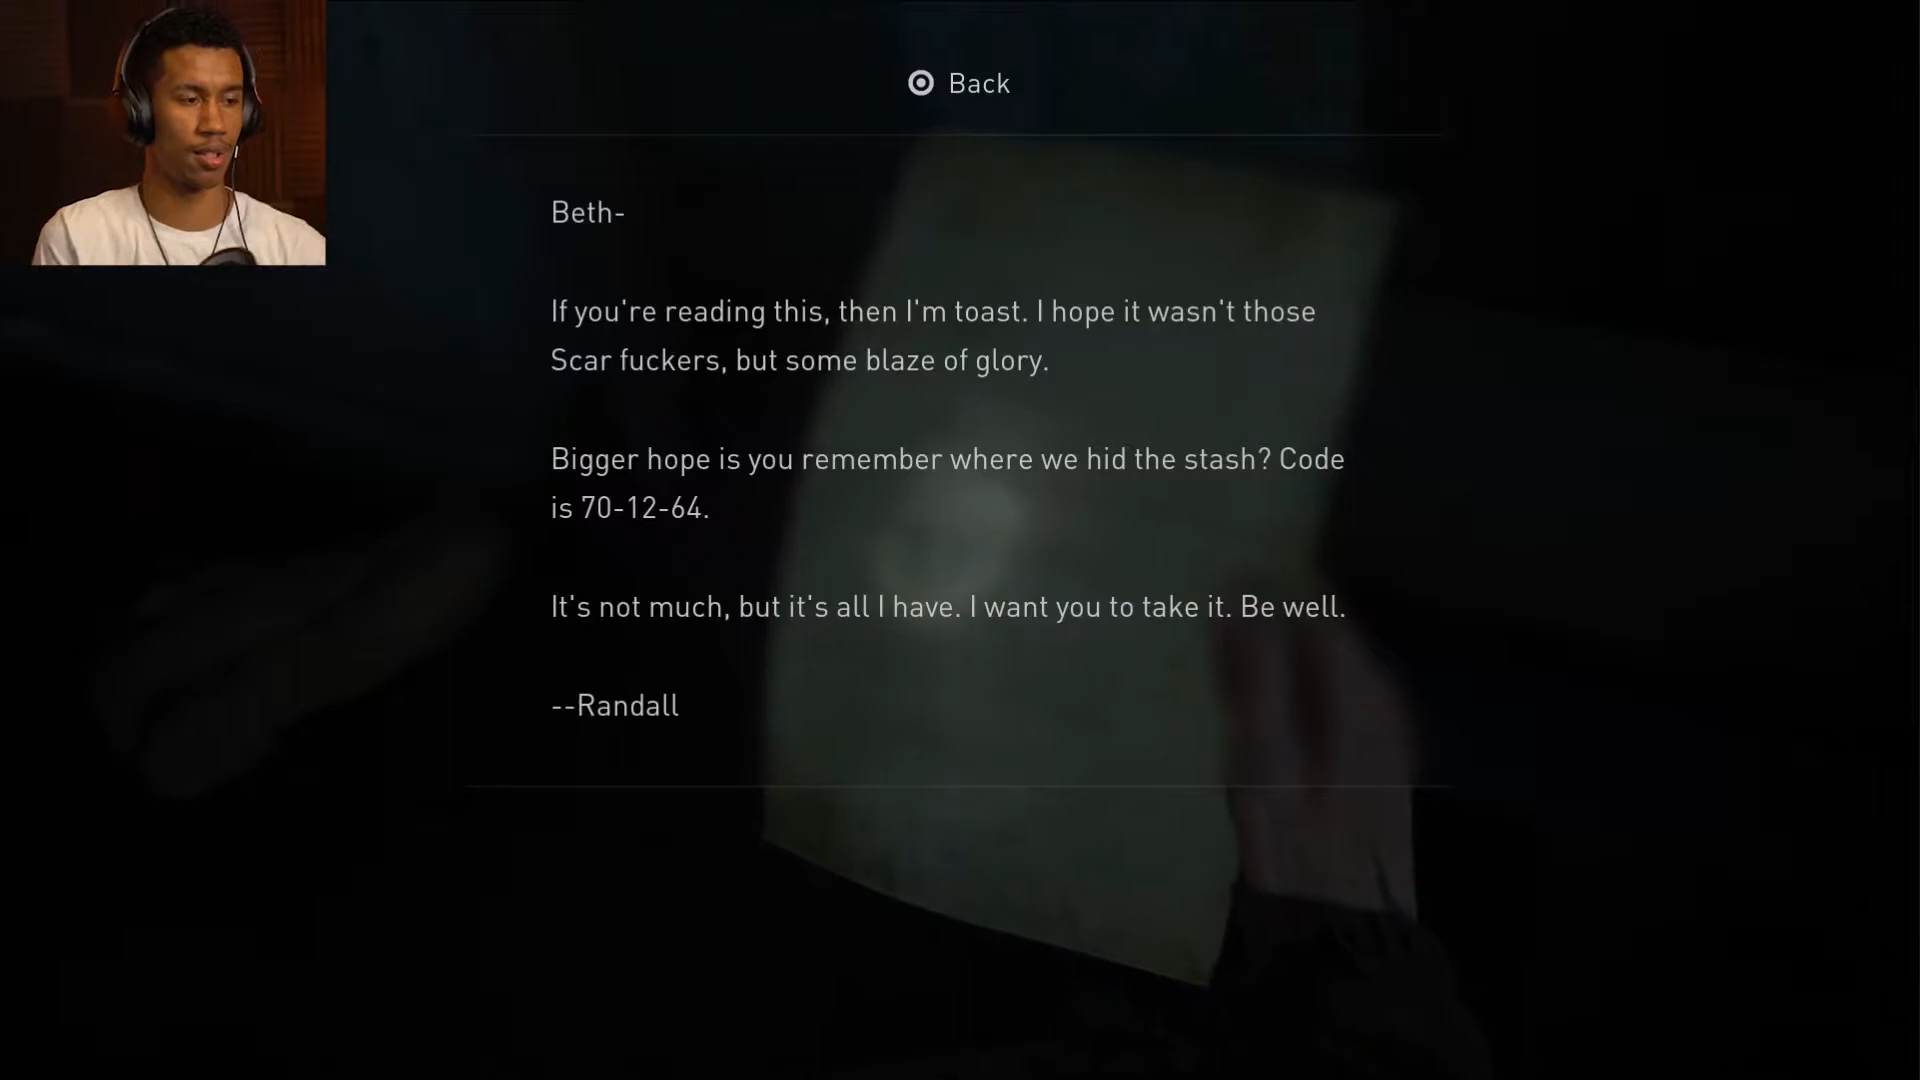 Back
Beth-
If you're reading this, then I'm toast. I hope it wasn't those
Scar fuckers, but some blaze of glory.
Bigger hope is you remember where we hid the stash? Code
is 70-12-64.
It's not much, but it's all I have. I want you to take it. Be well.
--Randall